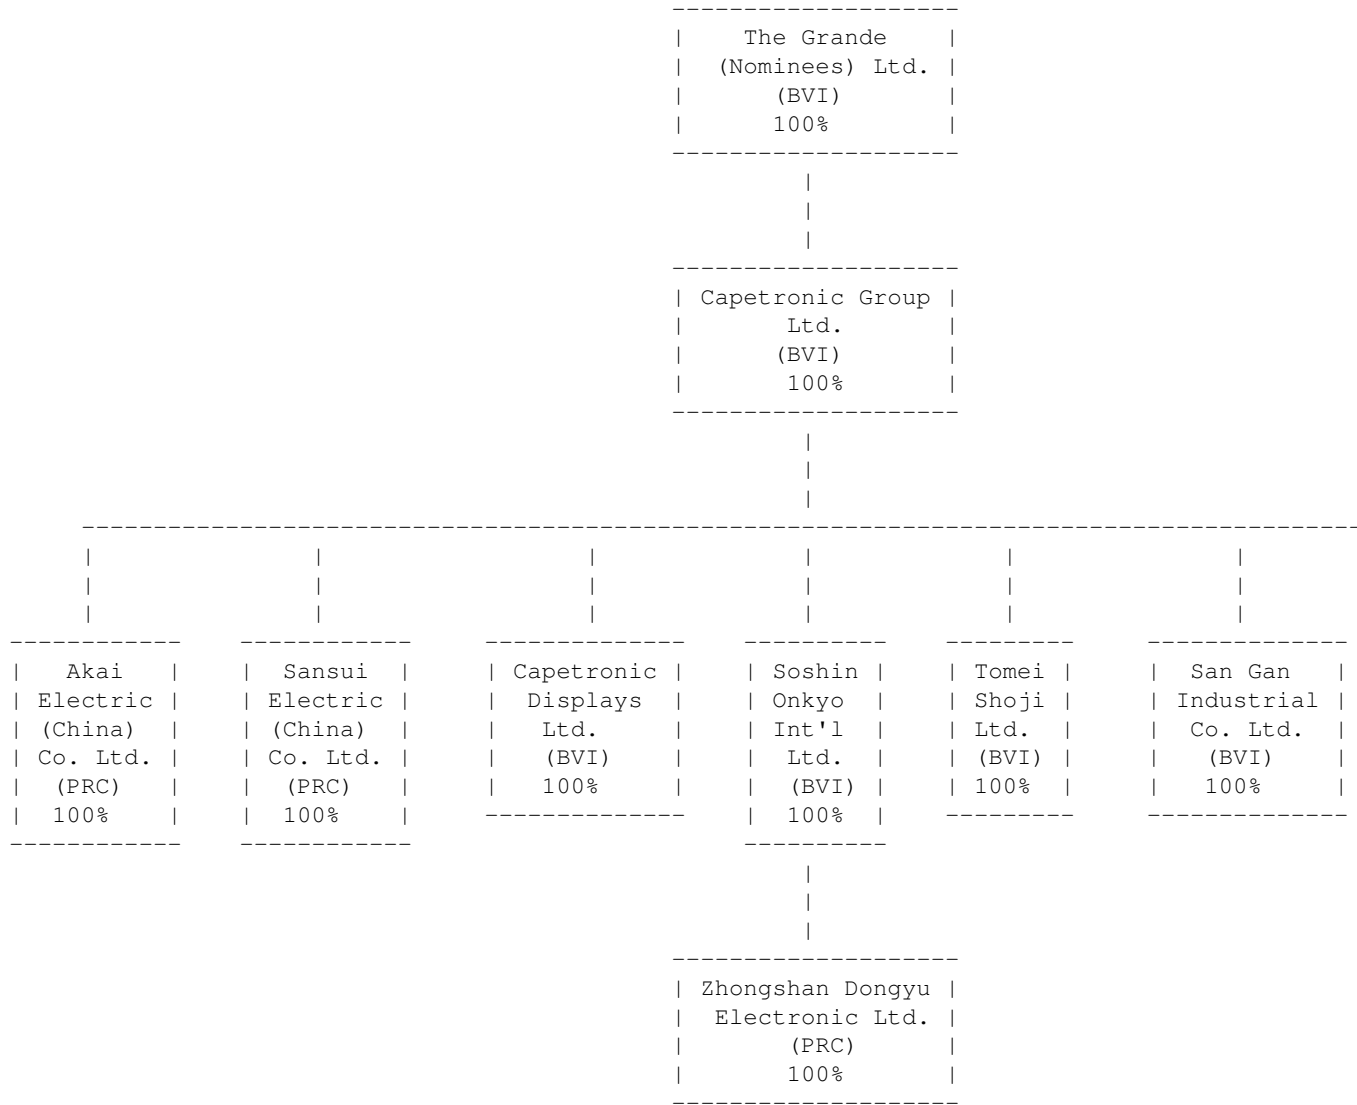 The Grande
(Nominees) Ltd.
(BVI)
100%
Capetronic Group
Ltd.
(BVI)
100%
Akai
Electric
(China)
Co. Ltd.
(PRC)
100%
Sansui
Electric
(China)
Co. Ltd.
(PRC)
100%
Capetronic
Displays
Ltd.
(BVI)
100%
Soshin
Onkyo
Int'l
Ltd.
(BVI)
100%
Tomei
Shoji
Ltd.
(BVI)
100%
San Gan
Industrial
Co. Ltd.
(BVI)
100%
Zhongshan Dongyu
Electronic Ltd.
(PRC)
100%